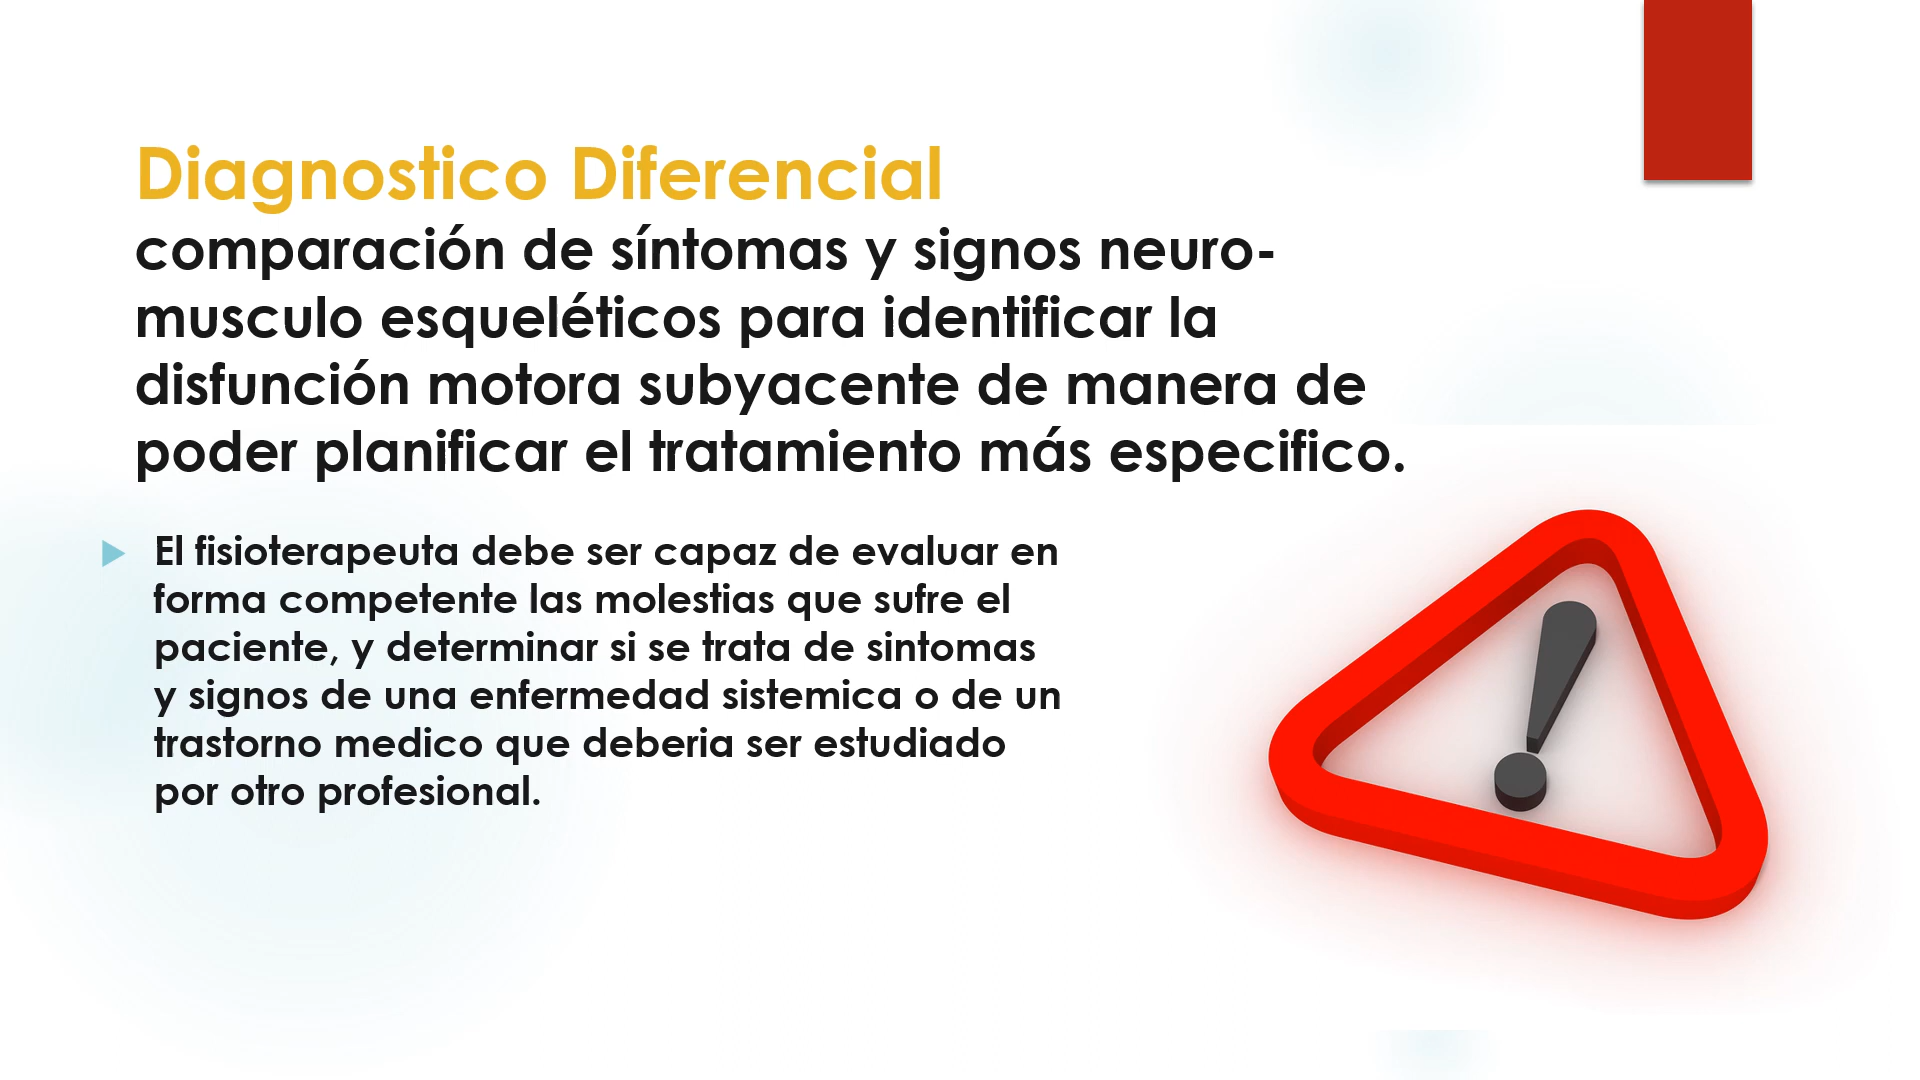 Diagnostico Diferencial
comparación de síntomas y signos neuro-
musculo esqueléticos para identificar la
disfunción motora subyacente de manera de
poder planificar el tratamiento más especifico.
El fisioterapeuta debe ser capaz de evaluar en
forma competente las molestias que sufre el
paciente, y determinar si se trata de sintomas
y signos de una enfermedad sistemica o de un
trastorno medico que deberia ser estudiado
por otro profesional.